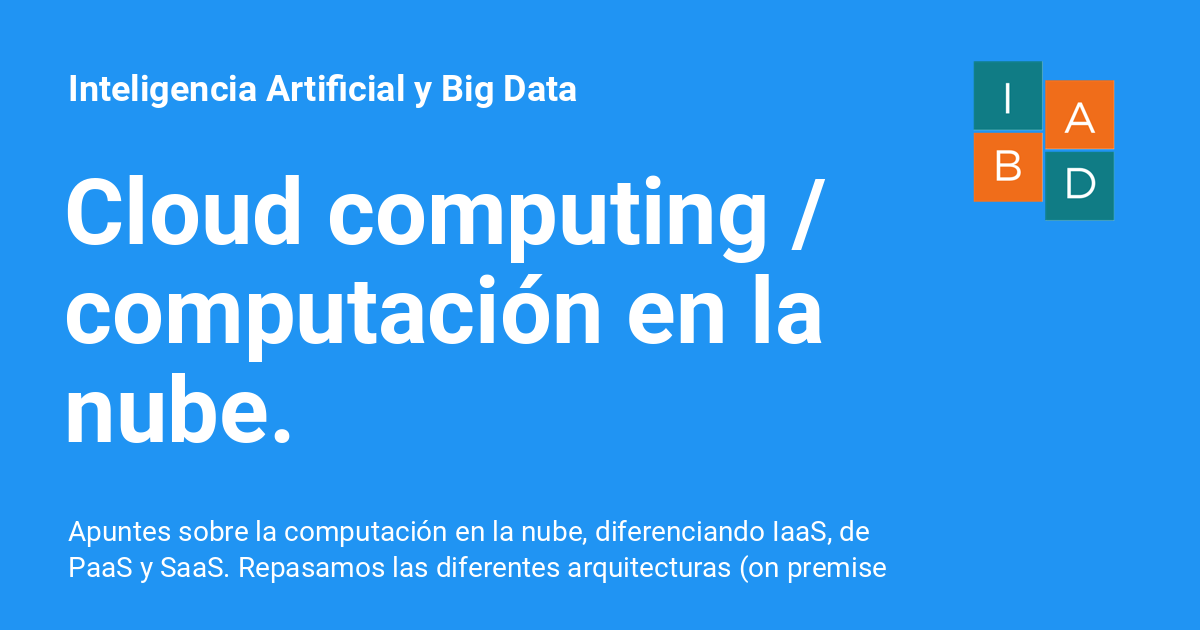 Inteligencia Artificial y Big Data
I
A
B
D
Cloud computing /
computación en la
nube.
Apuntes sobre la computación en la nube, diferenciando IaaS, de
PaaS y SaaS. Repasamos las diferentes arquitecturas (on premise